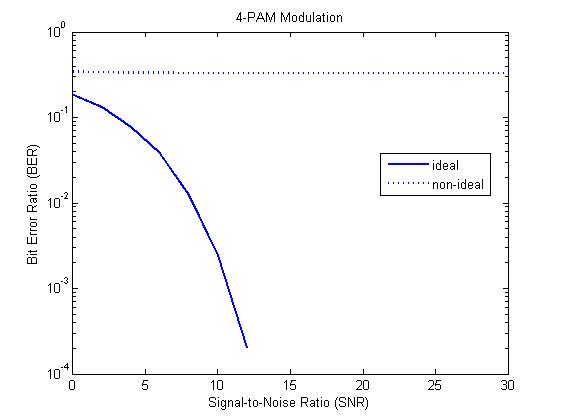 4-PAM Modulation
10^0
10^-1
10^-2
10^-3
10^-4
Bit Error Ratio (BER)
ideal
non-ideal
0 5 10 15 20 25 30
Signal-to-Noise Ratio (SNR)